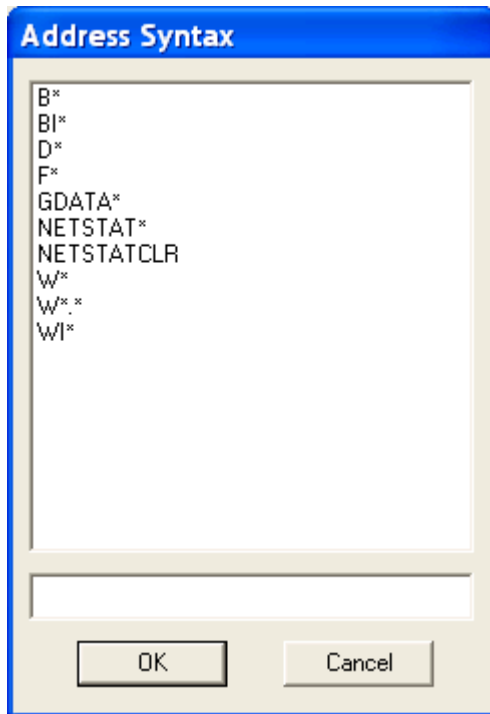 Address Syntax
B*
BI*
D*
F*
GDATA*
NETSTAT*
NETSTATCLR
W*
W*.*
WI*
OK
Cancel